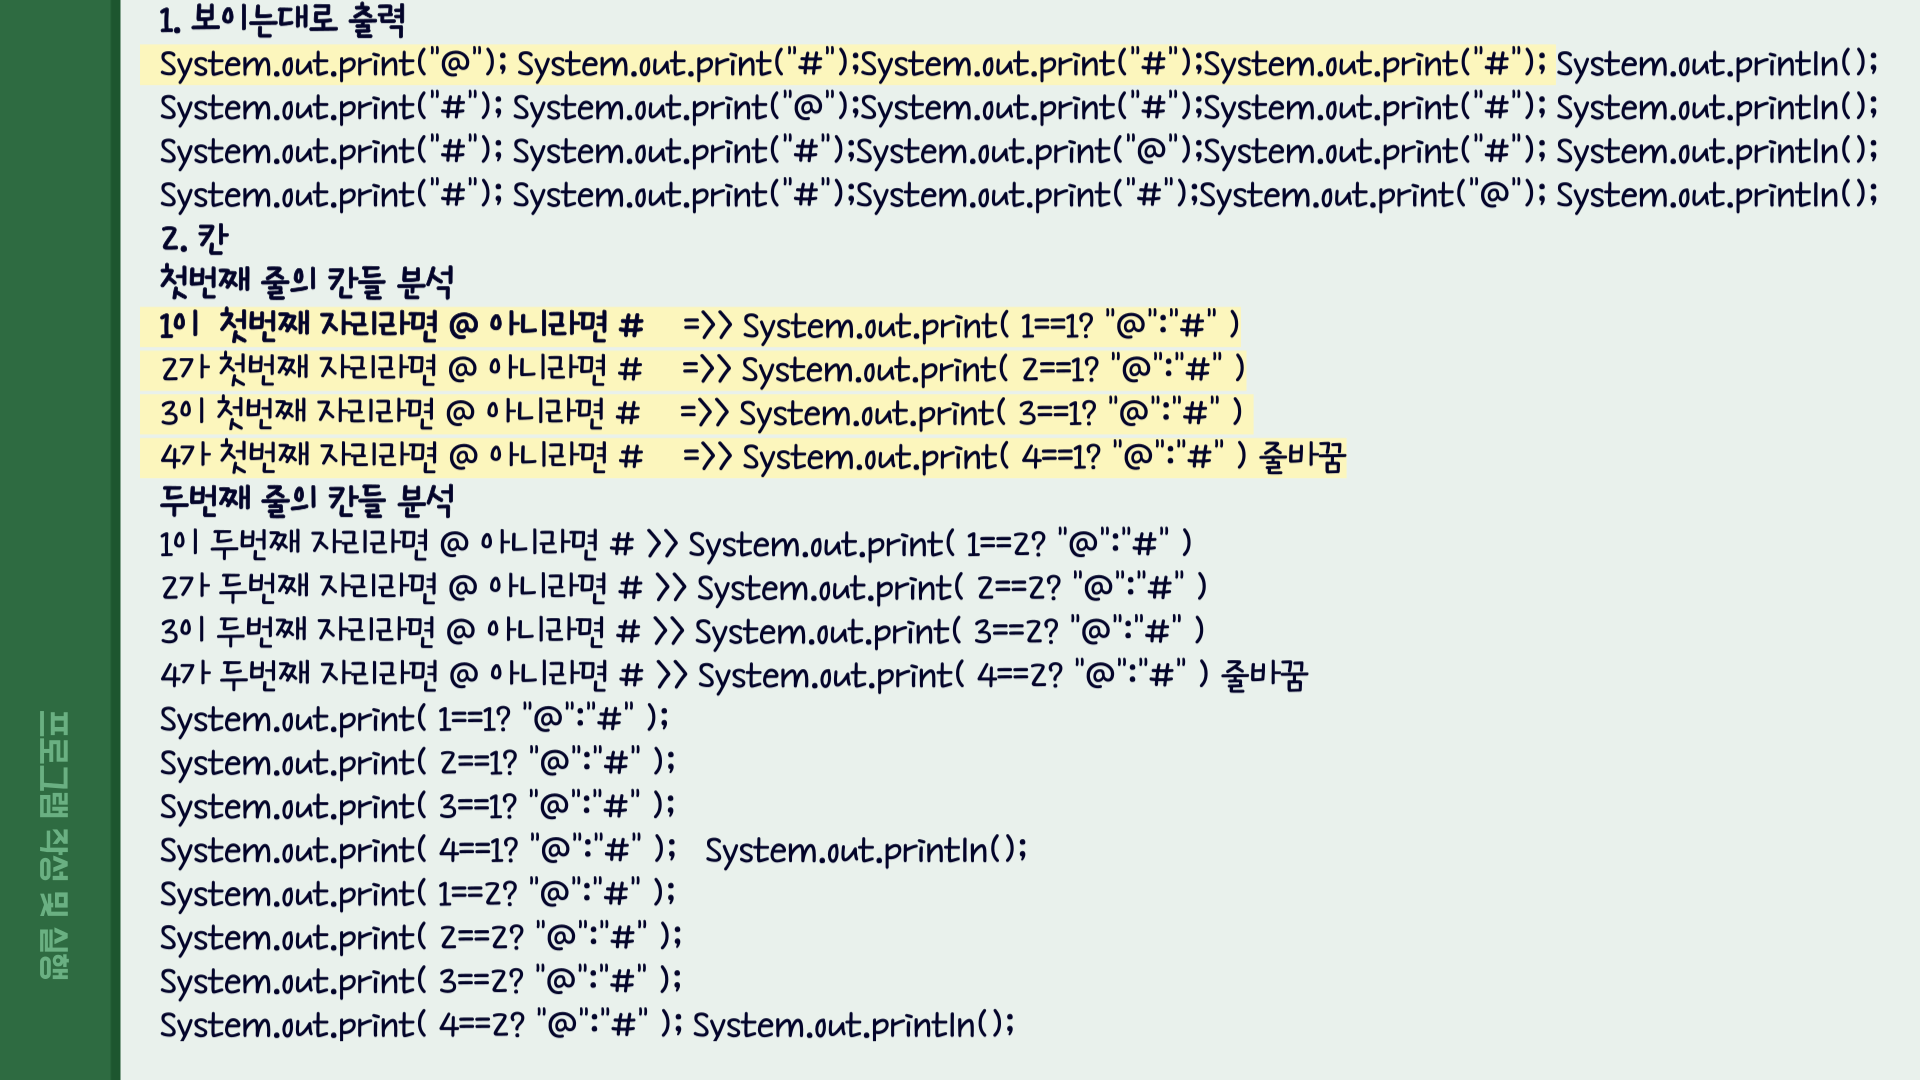 1. 보이는대로 출력
System.out.print("@"); System.out.print("#");System.out.print("#");System.out.print("#"); System.out.println();
System.out.print("#"); System.out.print("@");System.out.print("#");System.out.print("#"); System.out.println();
System.out.print("#"); System.out.print("#");System.out.print("@");System.out.print("#"); System.out.println();
System.out.print("#"); System.out.print("#");System.out.print("#");System.out.print("@"); System.out.println();
2. 칸
첫번째 줄의 칸들 분석
1이  첫번째 자리라면 @ 아니라면 #    =>> System.out.print( 1==1? "@":"#" )
2가 첫번째 자리라면 @ 아니라면 #    =>> System.out.print( 2==1? "@":"#" )
3이 첫번째 자리라면 @ 아니라면 #    =>> System.out.print( 3==1? "@":"#" )
4가 첫번째 자리라면 @ 아니라면 #    =>> System.out.print( 4==1? "@":"#" ) 줄바꿈
두번째 줄의 칸들 분석
1이 두번째 자리라면 @ 아니라면 # >> System.out.print( 1==2? "@":"#" )
2가 두번째 자리라면 @ 아니라면 # >> System.out.print( 2==2? "@":"#" )
3이 두번째 자리라면 @ 아니라면 # >> System.out.print( 3==2? "@":"#" )
4가 두번째 자리라면 @ 아니라면 # >> System.out.print( 4==2? "@":"#" ) 줄바꿈
System.out.print( 1==1? "@":"#" );
System.out.print( 2==1? "@":"#" );
System.out.print( 3==1? "@":"#" );
System.out.print( 4==1? "@":"#" );   System.out.println();
System.out.print( 1==2? "@":"#" );
System.out.print( 2==2? "@":"#" );
System.out.print( 3==2? "@":"#" );
System.out.print( 4==2? "@":"#" ); System.out.println();
프로그램 작성 및 실행